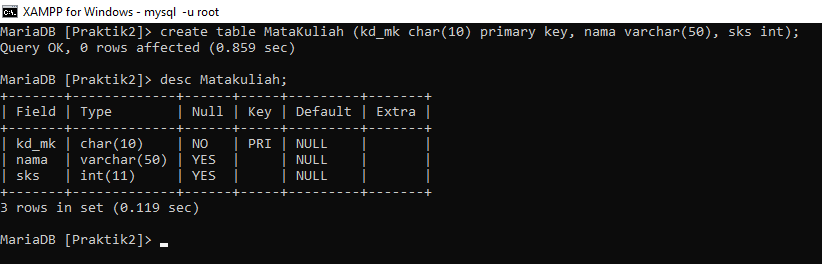 XAMPP for Windows - mysql -u root
MariaDB [Praktik2]> create table MataKuliah (kd_mk char(10) primary key, nama varchar(50), sks int);
Query OK, 0 rows affected (0.859 sec)
MariaDB [Praktik2]> desc Matakuliah;
+-------+-------------+------+-----+---------+-------+
| Field | Type        | Null | Key | Default | Extra |
+-------+-------------+------+-----+---------+-------+
| kd_mk | char(10)    | NO   | PRI | NULL    |       |
| nama  | varchar(50) | YES  |     | NULL    |       |
| sks   | int(11)     | YES  |     | NULL    |       |
+-------+-------------+------+-----+---------+-------+
3 rows in set (0.119 sec)
MariaDB [Praktik2]> _